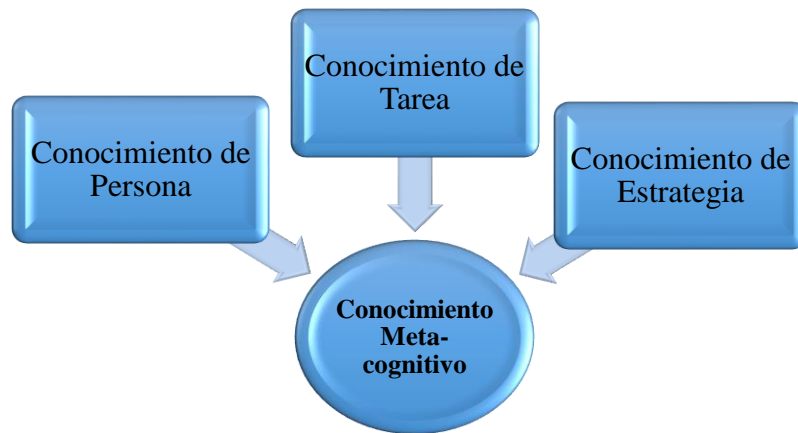 Conocimiento de
Tarea
Conocimiento de
Persona
Conocimiento de
Estrategia
Conocimiento
Meta-
cognitivo